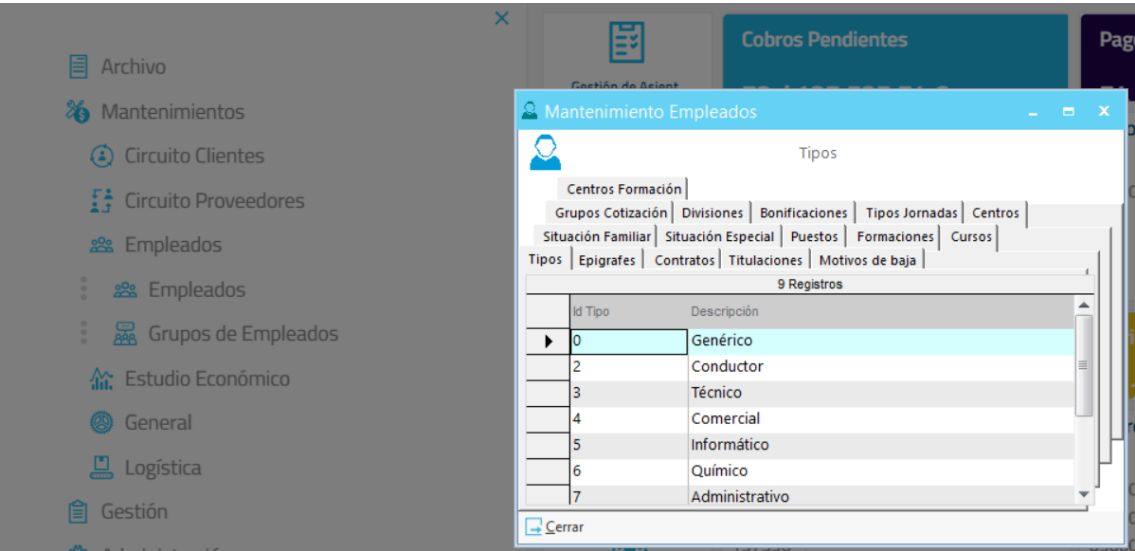 Archivo
Mantenimientos
Circuito Clientes
Circuito Proveedores
Empleados
Empleados
Grupos de Empleados
Estudio Económico
General
Logística
Gestión
Gestión de Asient
Cobros Pendientes
Mantenimiento Empleados
Tipos
Centros Formación
Grupos Cotización Divisiones Bonificaciones Tipos Jornadas Centros
Situación Familiar Situación Especial Puestos Formaciones Cursos
Tipos Epigrafes Contratos Titulaciones Motivos de baja
9 Registros
Id Tipo Descripción
0 Genérico
2 Conductor
3 Técnico
4 Comercial
5 Informático
6 Químico
7 Administrativo
Cerrar